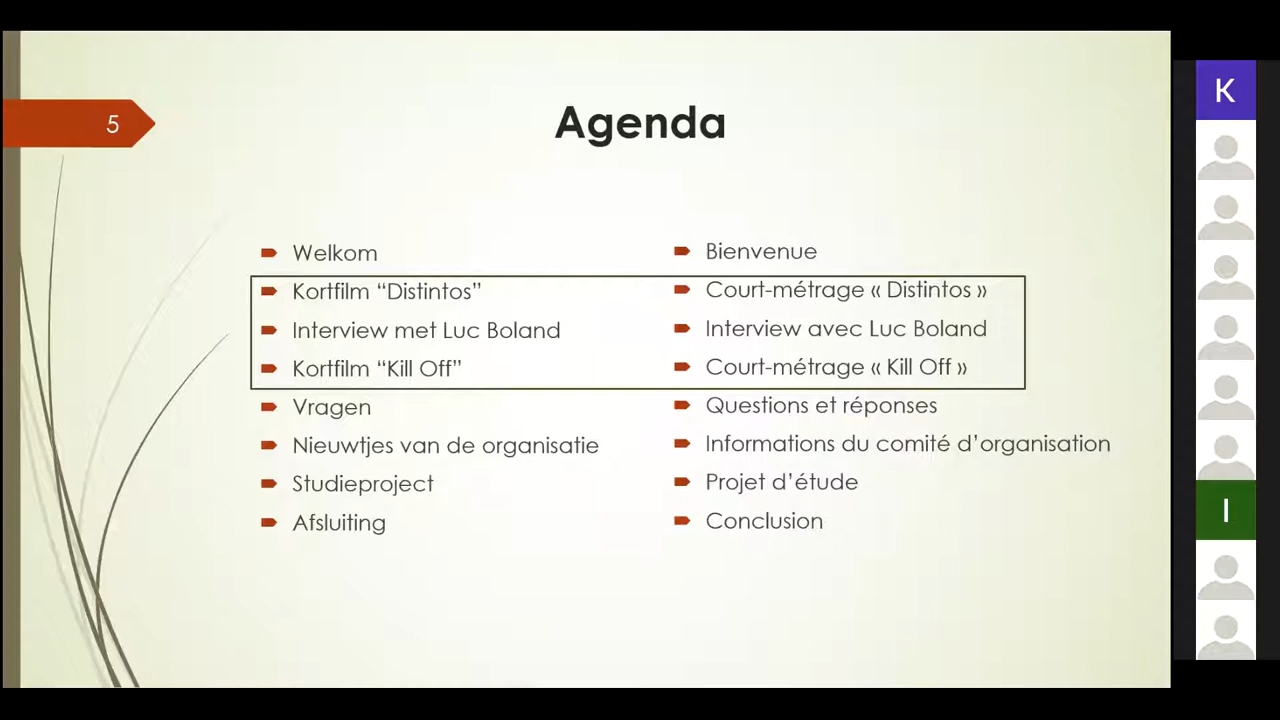 5
Agenda
Welkom
Kortfilm “Distintos”
Interview met Luc Boland
Kortfilm “Kill Off”
Vragen
Nieuwtjes van de organisatie
Studieproject
Afsluiting
Bienvenue
Court-métrage « Distintos »
Interview avec Luc Boland
Court-métrage « Kill Off »
Questions et réponses
Informations du comité d’organisation
Projet d’étude
Conclusion
K
I